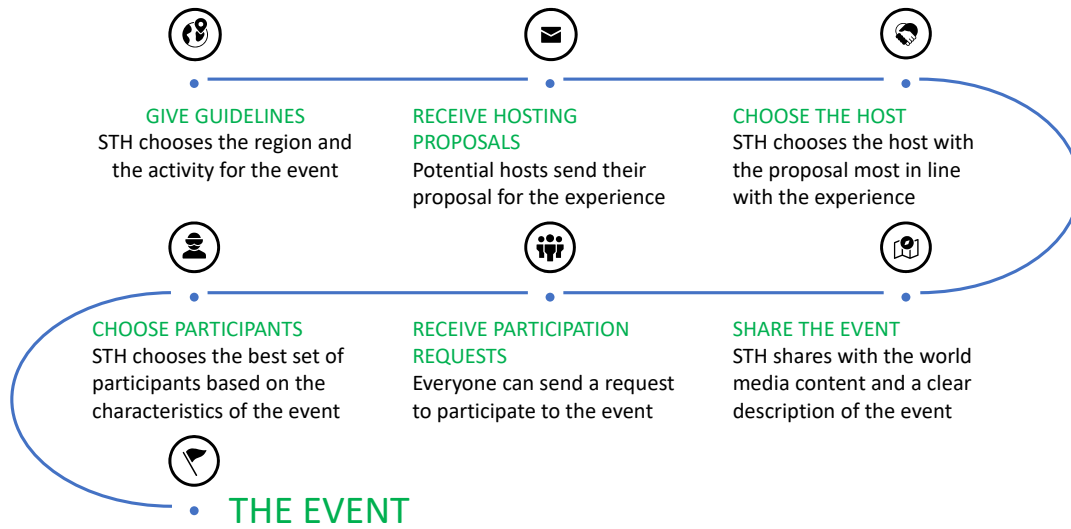 GIVE GUIDELINES
STH chooses the region and
the activity for the event
RECEIVE HOSTING
PROPOSALS
Potential hosts send their
proposal for the experience
CHOOSE THE HOST
STH chooses the host with
the proposal most in line
with the experience
SHARE THE EVENT
STH shares with the world
media content and a clear
description of the event
RECEIVE PARTICIPATION
REQUESTS
Everyone can send a request
to participate to the event
CHOOSE PARTICIPANTS
STH chooses the best set of
participants based on the
characteristics of the event
THE EVENT